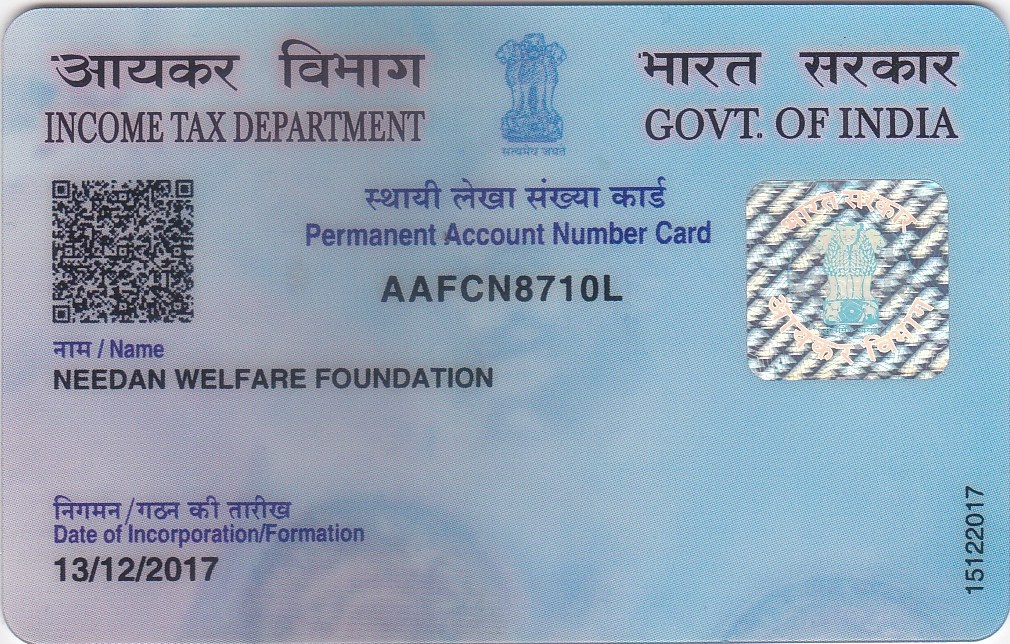 आयकर विभाग
INCOME TAX DEPARTMENT
सत्यमेव जयते
भारत सरकार
GOVT. OF INDIA
स्थायी लेखा संख्या कार्ड
Permanent Account Number Card
AAFCN8710L
भारत सरकार
आयकर विभाग
नाम / Name
NEEDAN WELFARE FOUNDATION
निगमन/गठन की तारीख
Date of Incorporation/Formation
13/12/2017
15122017